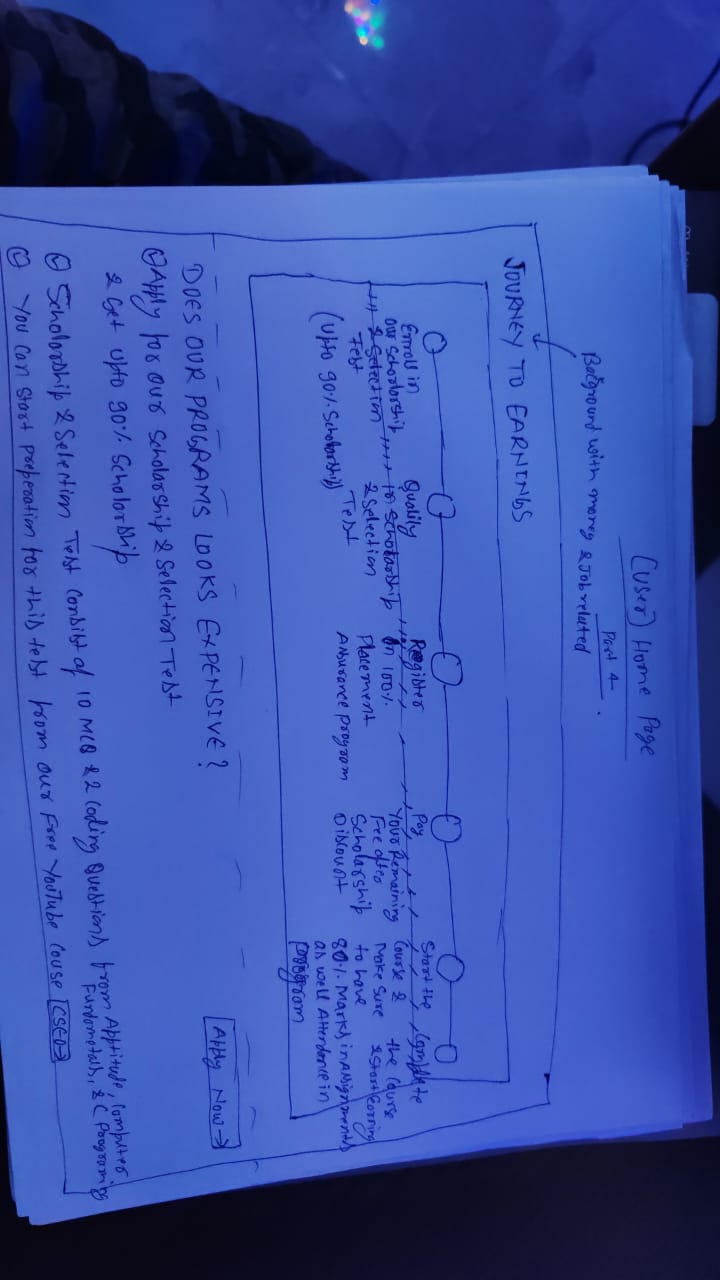 (User) Home Page
Part 4
Bacground with money & Job related
JOURNEY TO EARNINGS
Enroll in
Our Scholarship
& Selection
Test
(Upto 90% Scholarship)
Qualify
in Scholarship
& Selection
Test
Register
in 100%
Placement
Assurance program
Pay
Your Remaining
Fee after
Scholarship
Discount
Start the
Course &
Make Sure
to have
80% Marks in Assignments
as well Attendance in
program
Complete
the Course
& Start Earning
DOES OUR PROGRAMS LOOKS EXPENSIVE?
Apply Now →
Apply for our Scholarship & Selection Test
& Get upto 90% Scholarship
Scholarship & Selection Test Consist of 10 MCQ & 2 Coding Questions from Apptitude, Computer
Fundametals, & C Programing
You Can Start Preperation for this test from our Free YouTube Couse